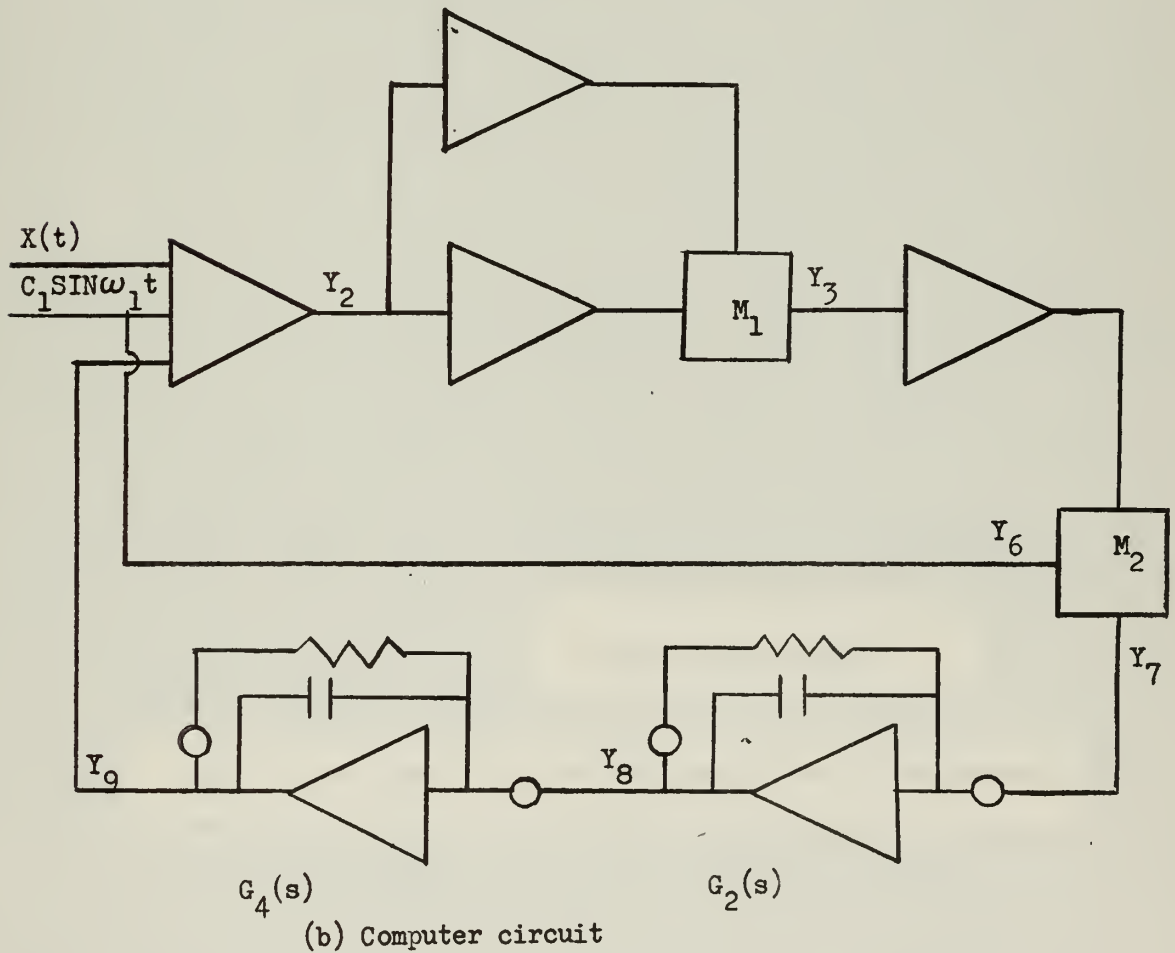 X(t)
C₁SINω₁t
Y₂
M₁
Y₃
Y₆
M₂
Y₇
Y₉
Y₈
G₄(s)
G₂(s)
(b) Computer circuit